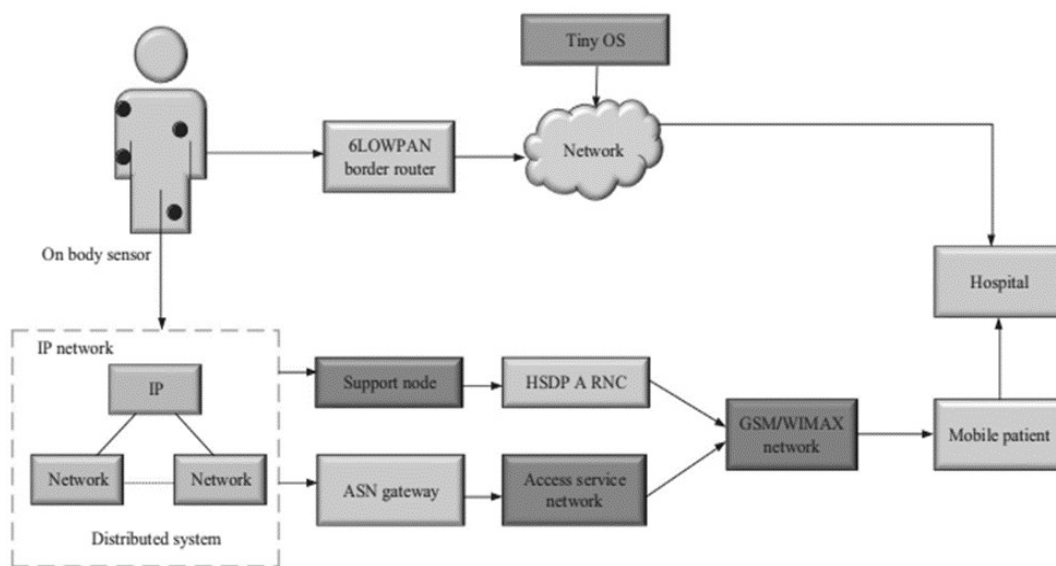 Tiny OS
6LOWPAN
border router
Network
On body sensor
Hospital
IP network
IP
Network
Network
Distributed system
Support node
HSDP A RNC
ASN gateway
Access service
network
GSM/WIMAX
network
Mobile patient